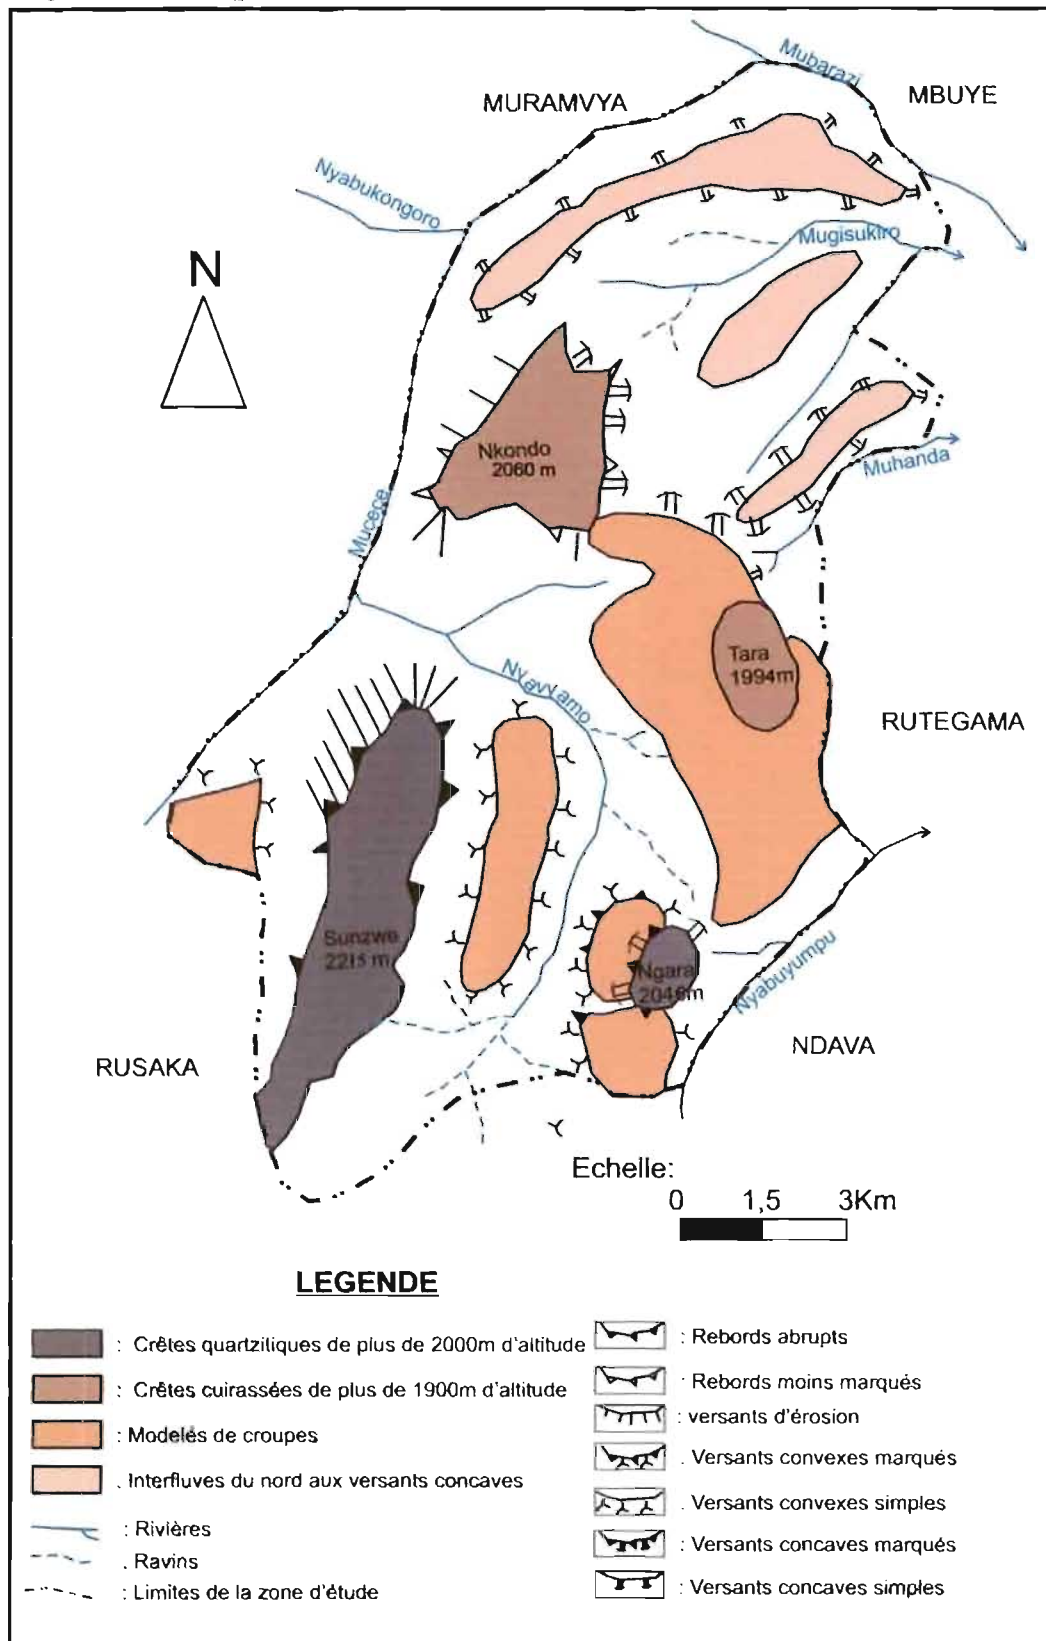 Mubarazi
MBUYE
MURAMVYA
Nyabukongoro
Mugisukiro
N
Nkondo
2060 m
Muhanda
Mucece
Tara
1994m
Nyavyamo
RUTEGAMA
Sunzwe
2215 m
Ngara
2046m
Nyabuyumpu
NDAVA
RUSAKA
Echelle:
0 1,5 3Km
LEGENDE
: Crêtes quartziliques de plus de 2000m d'altitude
: Crêtes cuirassées de plus de 1900m d'altitude
: Modelés de croupes
. Interfluves du nord aux versants concaves
: Rivières
. Ravins
: Limites de la zone d'étude
: Rebords abrupts
: Rebords moins marqués
: versants d'érosion
. Versants convexes marqués
. Versants convexes simples
: Versants concaves marqués
: Versants concaves simples